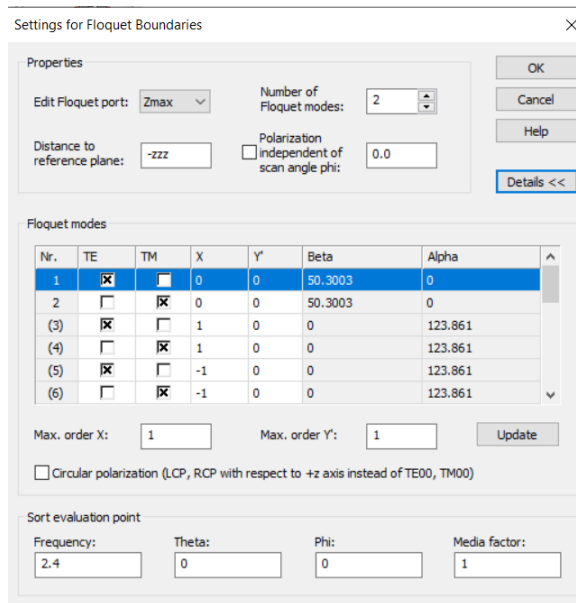 Settings for Floquet Boundaries
Properties
OK
Edit Floquet port: Zmax
Number of
Floquet modes: 2
Cancel
Help
Distance to
reference plane: -zzz
Polarization
independent of
scan angle phi: 0.0
Details <<
Floquet modes
Nr. TE TM X Y' Beta Alpha
1 0 0 50.3003 0
2 0 0 50.3003 0
(3) 1 0 0 123.861
(4) 1 0 0 123.861
(5) -1 0 0 123.861
(6) -1 0 0 123.861
Max. order X: 1 Max. order Y': 1 Update
Circular polarization (LCP, RCP with respect to +z axis instead of TE00, TM00)
Sort evaluation point
Frequency: Theta: Phi: Media factor:
2.4 0 0 1